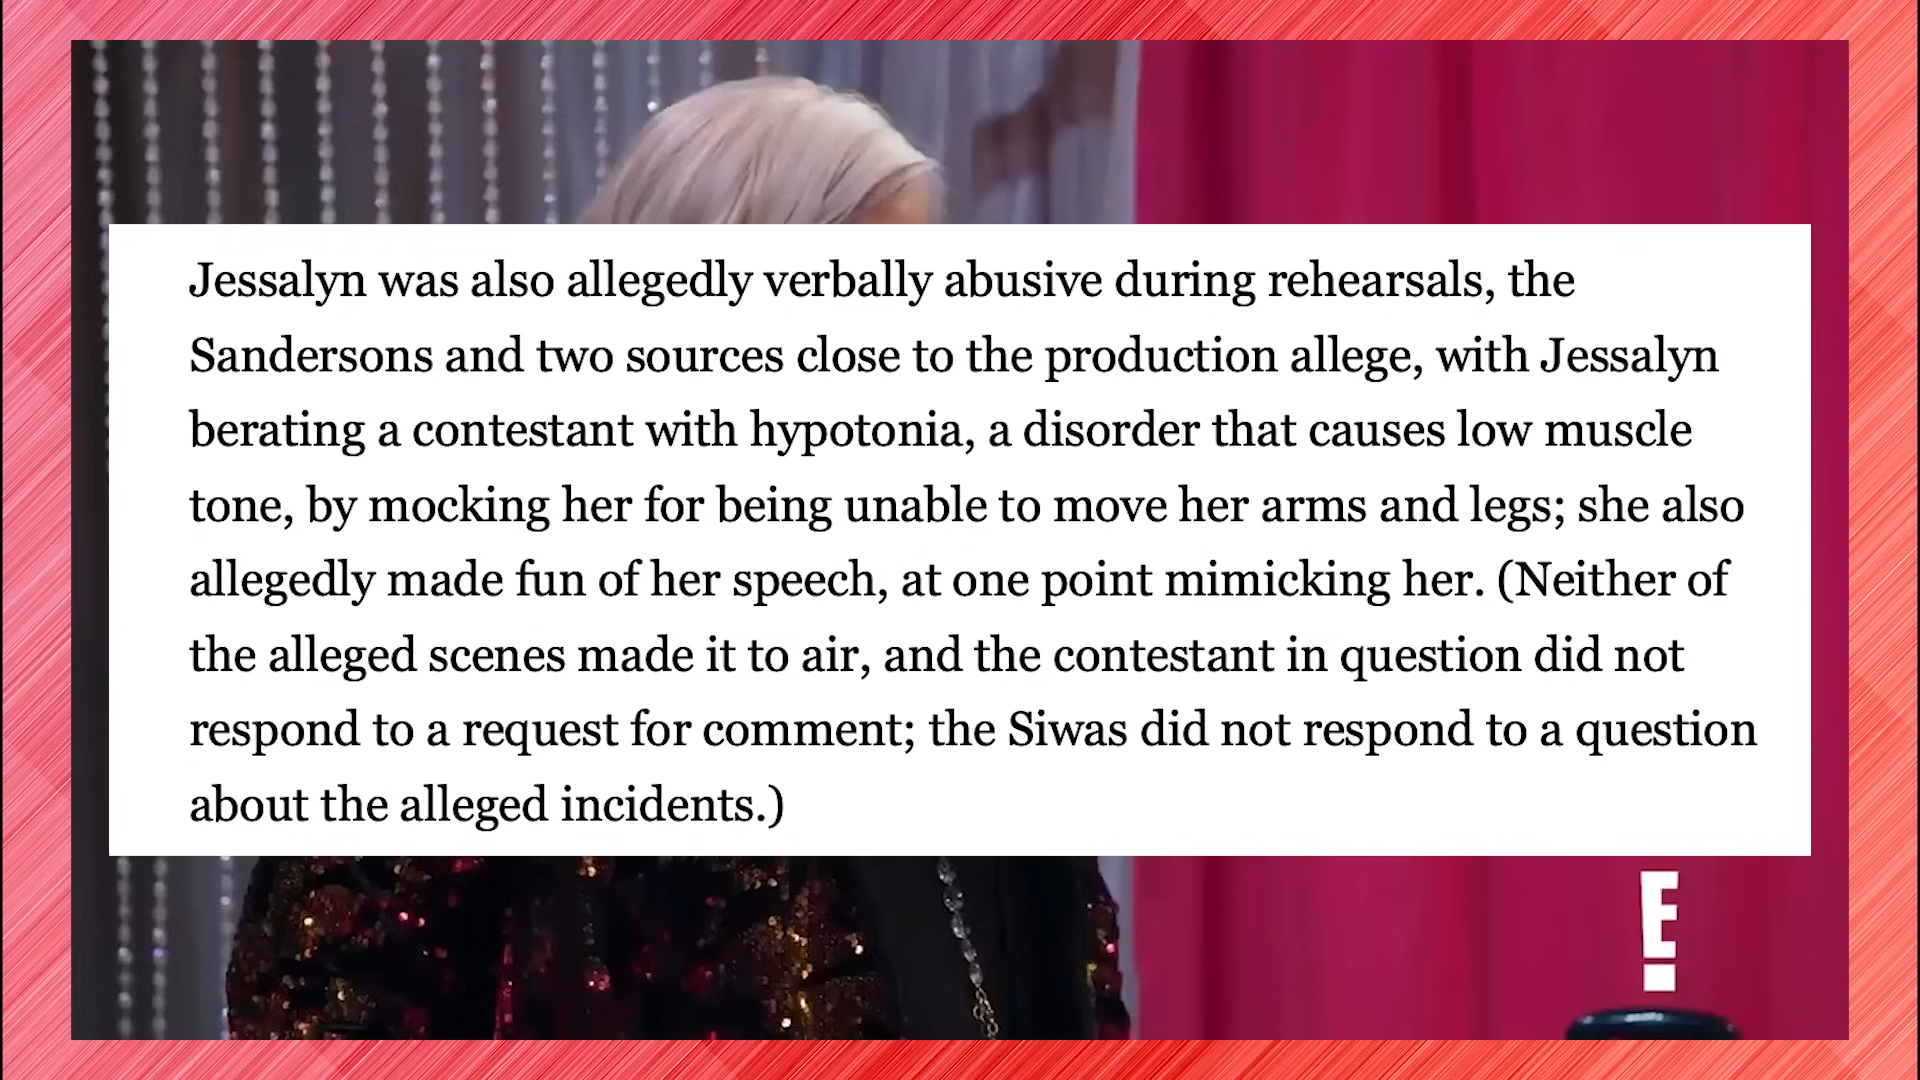 Jessalyn was also allegedly verbally abusive during rehearsals, the
Sandersons and two sources close to the production allege, with Jessalyn
berating a contestant with hypotonia, a disorder that causes low muscle
tone, by mocking her for being unable to move her arms and legs; she also
allegedly made fun of her speech, at one point mimicking her. (Neither of
the alleged scenes made it to air, and the contestant in question did not
respond to a request for comment; the Siwas did not respond to a question
about the alleged incidents.)
E!